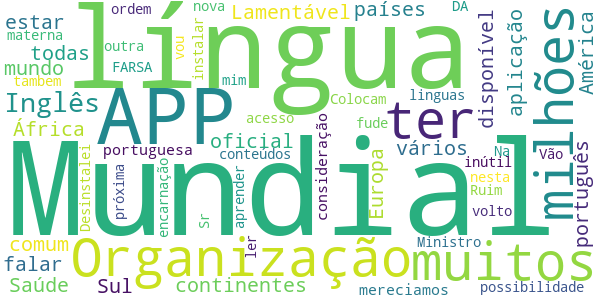 ordem nova Lamentável países DA
estar materna outra língua vou instalar
todas mundo FARSA tambem mim
Inglês APP Colocam linguas disponível aplicação milhões América
África oficial acesso fude ter
portuguesa conteúdos vários Na inútil Vão
Mundial Desinstalei próxima encarnação Sr aprender ler consideração Europa nesta Ruim volto português
comum Organização Ministro muitos
falar Saúde Sul continentes mereciamos possibilidade